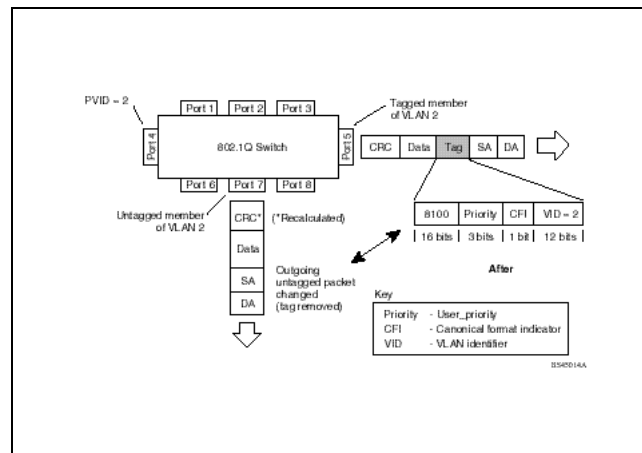 PVID = 2
Port 1
Port 2
Port 3
Tagged member
of VLAN 2
Port 4
802.1Q Switch
Port 5
CRC
Data
Tag
SA
DA
Port 6
Port 7
Port 8
Untagged member
of VLAN 2
CRC*
(*Recalculated)
Data
SA
DA
8100
Priority
CFI
VID = 2
16 bits
3 bits
1 bit
12 bits
After
Outgoing
untagged packet
changed
(tag removed)
Key
Priority - User_priority
CFI - Canonical format indicator
VID - VLAN identifier
BS45014A